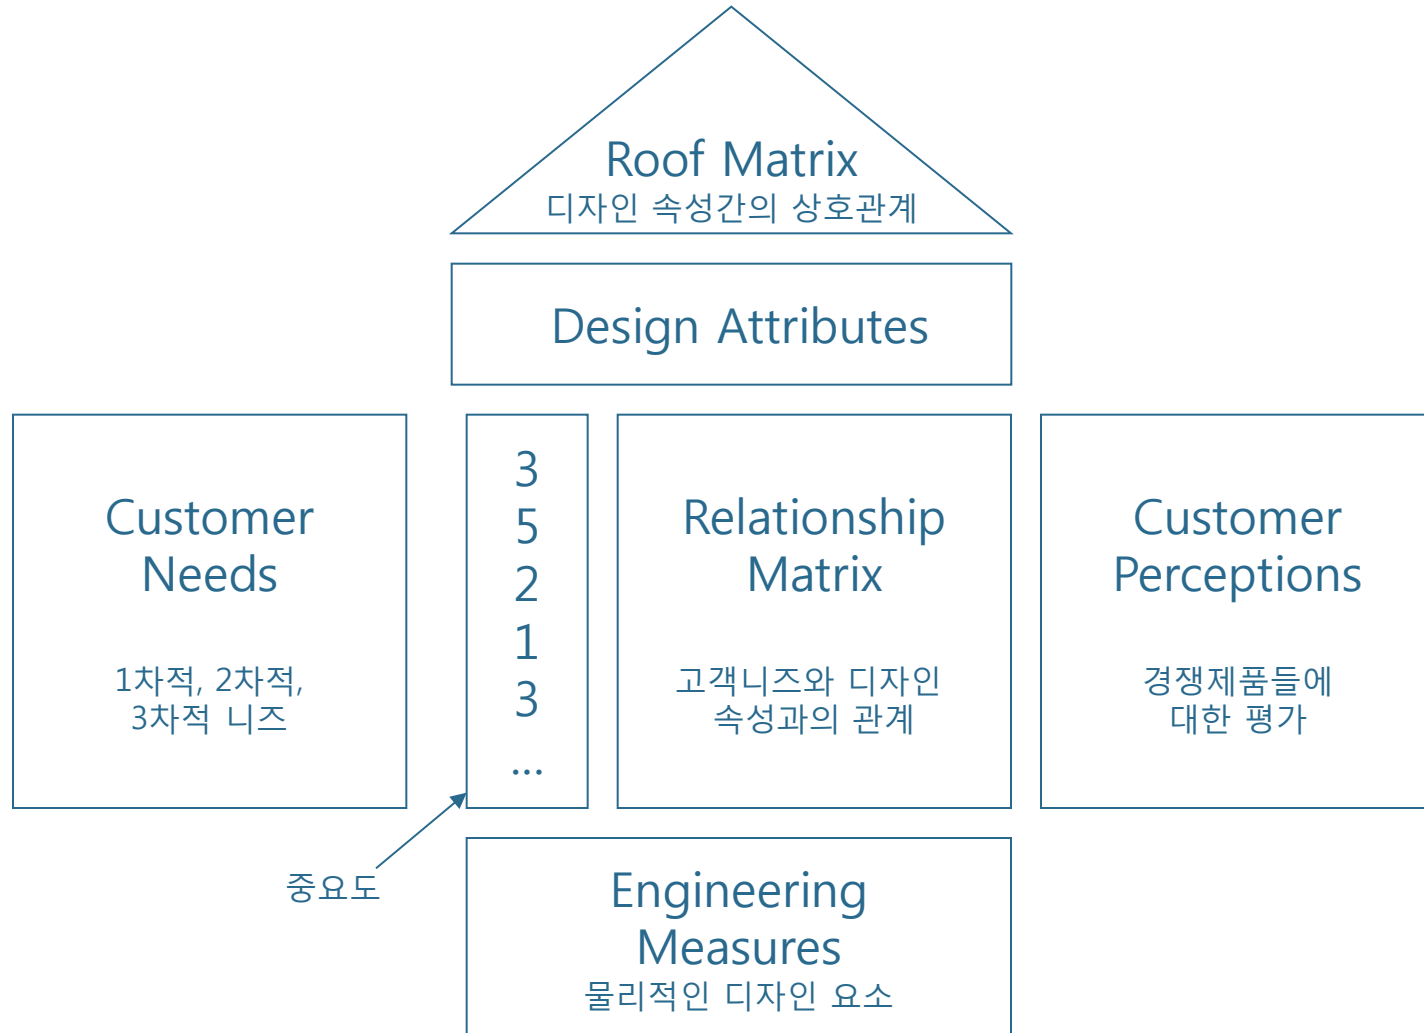 Roof Matrix
디자인 속성간의 상호관계
Design Attributes
Customer
Needs
1차적, 2차적,
3차적 니즈
3
5
2
1
3
...
중요도
Relationship
Matrix
고객니즈와 디자인
속성과의 관계
Customer
Perceptions
경쟁제품들에
대한 평가
Engineering
Measures
물리적인 디자인 요소